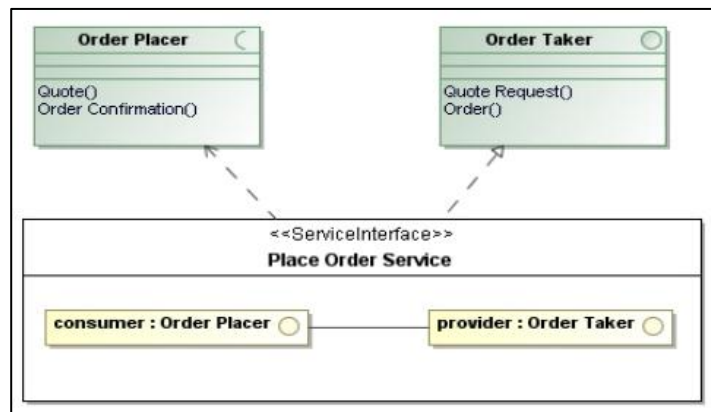 Order Placer
Quote()
Order Confirmation()
Order Taker
Quote Request()
Order()
<<ServiceInterface>>
Place Order Service
consumer : Order Placer
provider : Order Taker